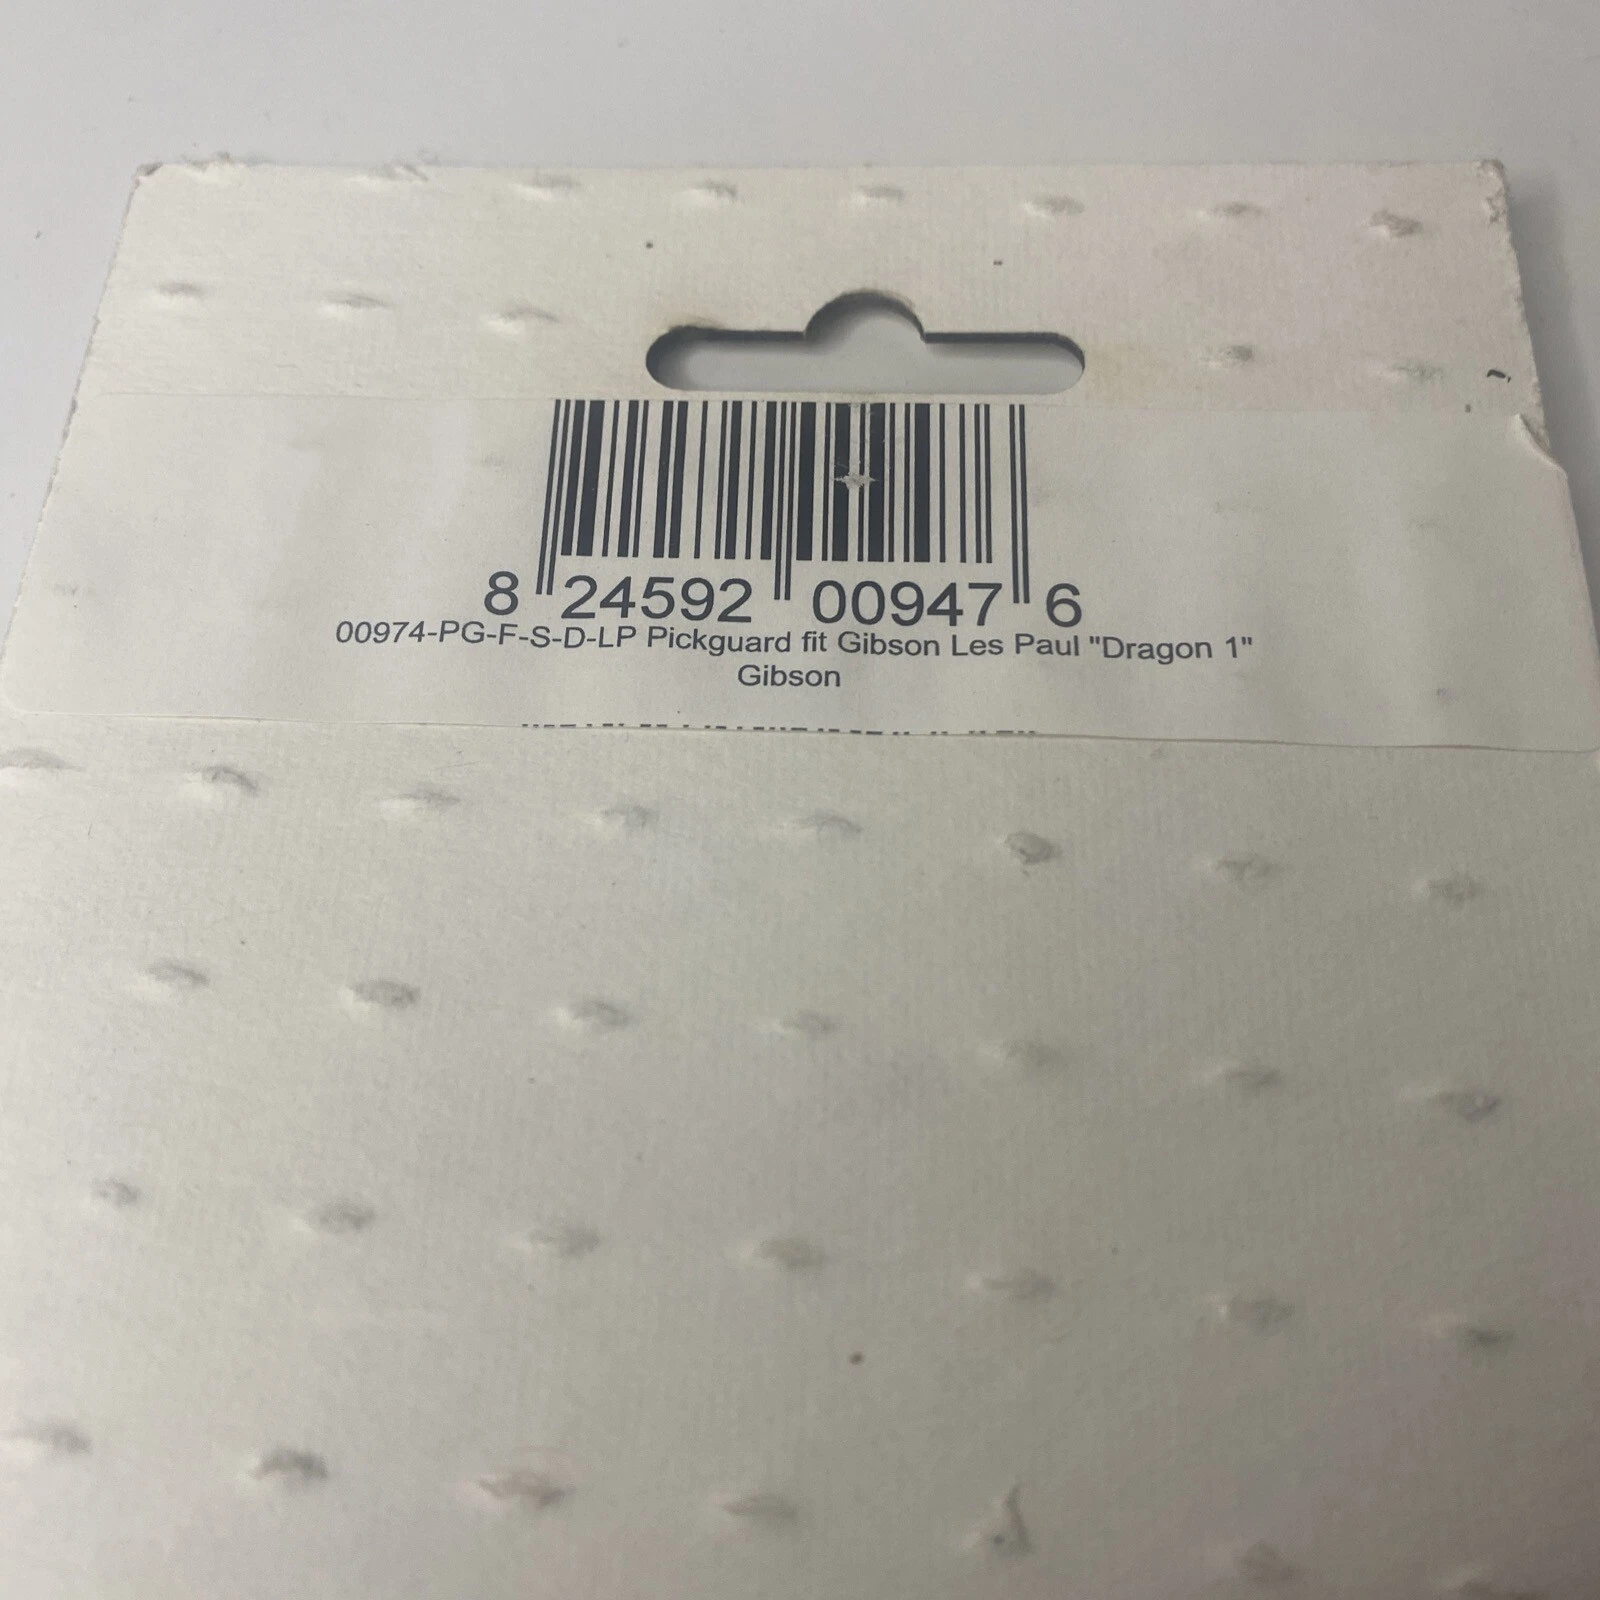 8 24592 00947 6
00974-PG-F-S-D-LP Pickguard fit Gibson Les Paul "Dragon 1"
Gibson